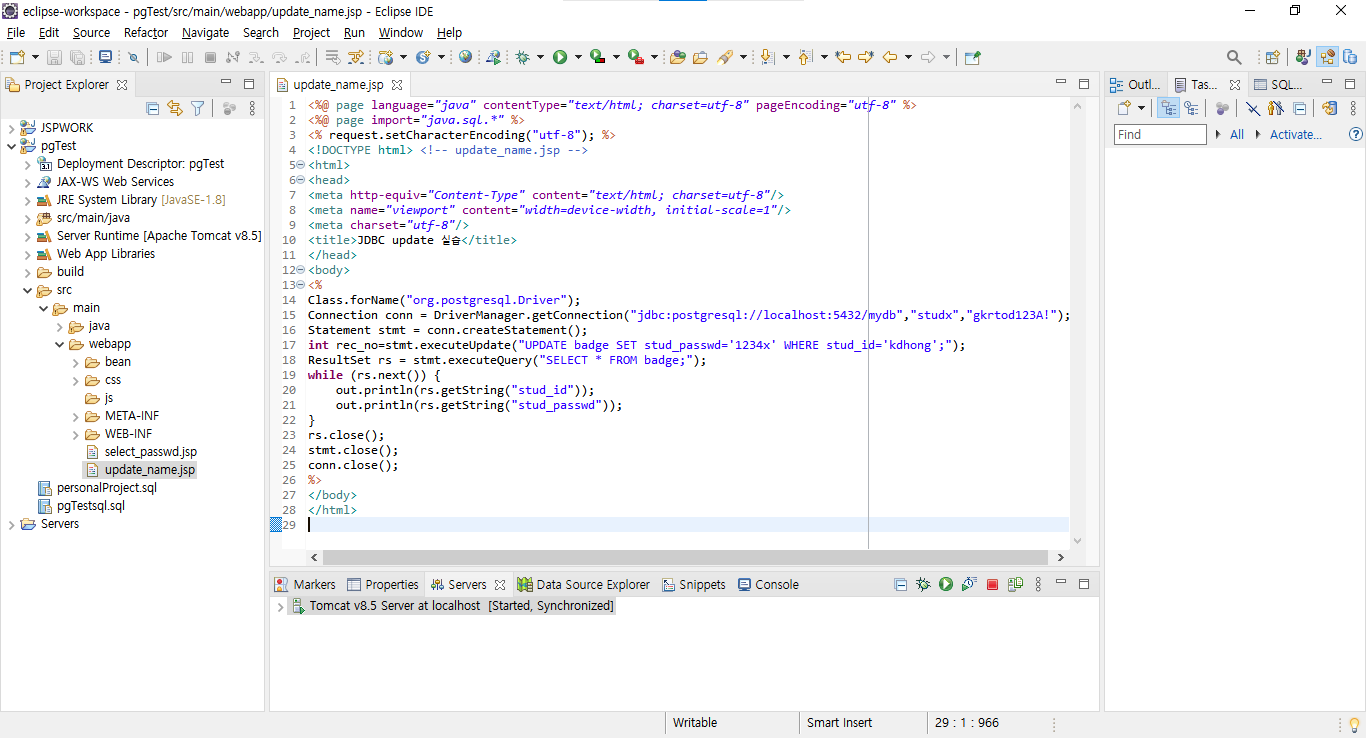 eclipse-workspace - pgTest/src/main/webapp/update_name.jsp - Eclipse IDE
File Edit Source Refactor Navigate Search Project Run Window Help
Project Explorer
JSPWORK
pgTest
Deployment Descriptor: pgTest
JAX-WS Web Services
JRE System Library [JavaSE-1.8]
src/main/java
Server Runtime [Apache Tomcat v8.5]
Web App Libraries
build
src
main
java
webapp
bean
css
js
META-INF
WEB-INF
select_passwd.jsp
update_name.jsp
personalProject.sql
pgTestsql.sql
Servers
update_name.jsp
1 <%@ page language="java" contentType="text/html; charset=utf-8" pageEncoding="utf-8" %>
2 <%@ page import="java.sql.*" %>
3 <% request.setCharacterEncoding("utf-8"); %>
4 <!DOCTYPE html> <!-- update_name.jsp -->
5 <html>
6 <head>
7 <meta http-equiv="Content-Type" content="text/html; charset=utf-8"/>
8 <meta name="viewport" content="width=device-width, initial-scale=1"/>
9 <meta charset="utf-8"/>
10 <title>JDBC update 실습</title>
11 </head>
12 <body>
13 <%
14 Class.forName("org.postgresql.Driver");
15 Connection conn = DriverManager.getConnection("jdbc:postgresql://localhost:5432/mydb","studx","gkrtod123A!");
16 Statement stmt = conn.createStatement();
17 int rec_no=stmt.executeUpdate("UPDATE badge SET stud_passwd='1234x' WHERE stud_id='kdhong';");
18 ResultSet rs = stmt.executeQuery("SELECT * FROM badge;");
19 while (rs.next()) {
20     out.println(rs.getString("stud_id"));
21     out.println(rs.getString("stud_passwd"));
22 }
23 rs.close();
24 stmt.close();
25 conn.close();
26 %>
27 </body>
28 </html>
29
Outl... Tas... SQL...
Find All Activate...
Markers Properties Servers Data Source Explorer Snippets Console
Tomcat v8.5 Server at localhost [Started, Synchronized]
Writable Smart Insert 29 : 1 : 966